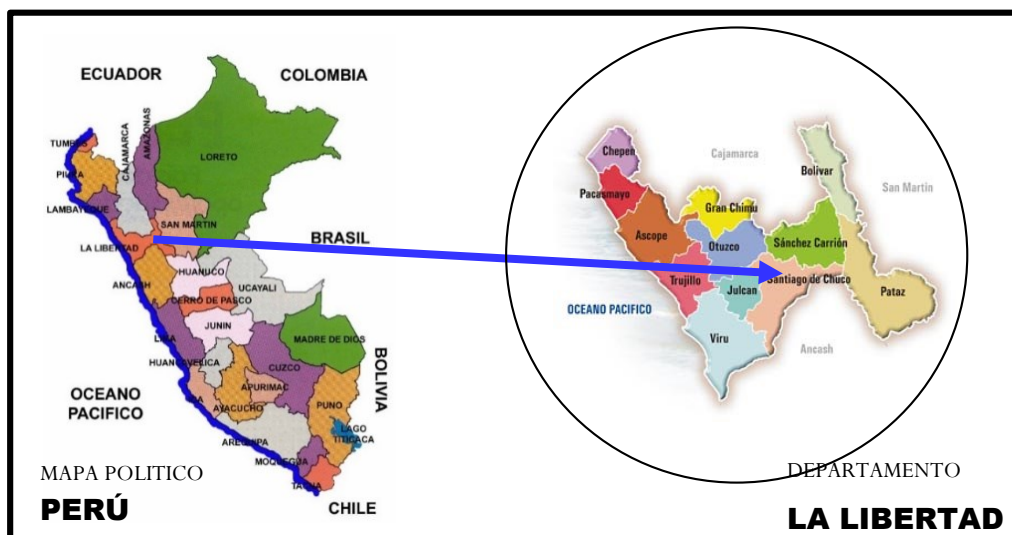 ECUADOR
COLOMBIA
TUMBES
PIURA
CAJAMARCA
AMAZONAS
LORETO
LAMBAYEQUE
SAN MARTIN
LA LIBERTAD
BRASIL
HUANUCO
ANCASH
UCAYALI
CERRO DE PASCO
JUNIN
LIMA
MADRE DE DIOS
HUANCAVELICA
CUZCO
BOLIVIA
OCEANO
PACIFICO
APURIMAC
AYACUCHO
PUNO
LAGO
TITICACA
AREQUIPA
MOQUEGUA
TACNA
CHILE
MAPA POLITICO
PERÚ
Chepen
Cajamarca
Bolivar
San Martin
Pacasmayo
Gran Chimu
Ascope
Otuzco
Sánchez Carrión
Trujillo
Julcan
Santiago de Chuco
Pataz
OCEANO PACIFICO
Viru
Ancash
DEPARTAMENTO
LA LIBERTAD